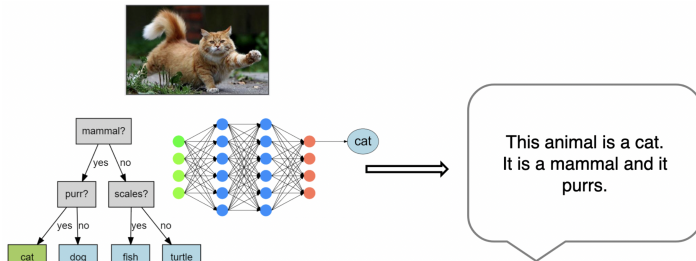 mammal?
yes no
purr? scales?
yes no yes no
cat dog fish turtle
cat
This animal is a cat.
It is a mammal and it
purrs.